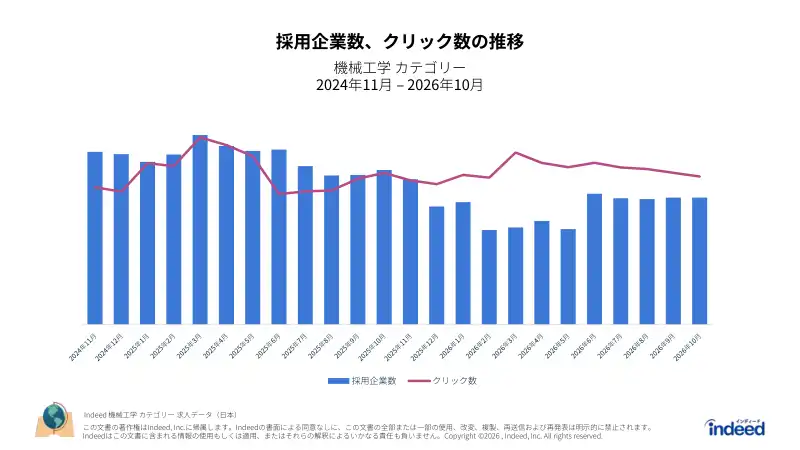 採用企業数、クリック数の推移
機械工学 カテゴリー
2024年11月 – 2026年10月
2024年11月
2024年12月
2025年1月
2025年2月
2025年3月
2025年4月
2025年5月
2025年6月
2025年7月
2025年8月
2025年9月
2025年10月
2025年11月
2025年12月
2026年1月
2026年2月
2026年3月
2026年4月
2026年5月
2026年6月
2026年7月
2026年8月
2026年9月
2026年10月
採用企業数 クリック数
Indeed 機械工学 カテゴリー 求人データ（日本）
この文書の著作権はIndeed, Inc.に帰属します。Indeedの書面による同意なしに、この文書の全部または一部の使用、改変、複製、再送信および再発表は明示的に禁止されます。
Indeedはこの文書に含まれる情報の使用もしくは適用、またはそれらの解釈によるいかなる責任も負いません。Copyright ©2026 , Indeed, Inc. All rights reserved.
インディード
indeed